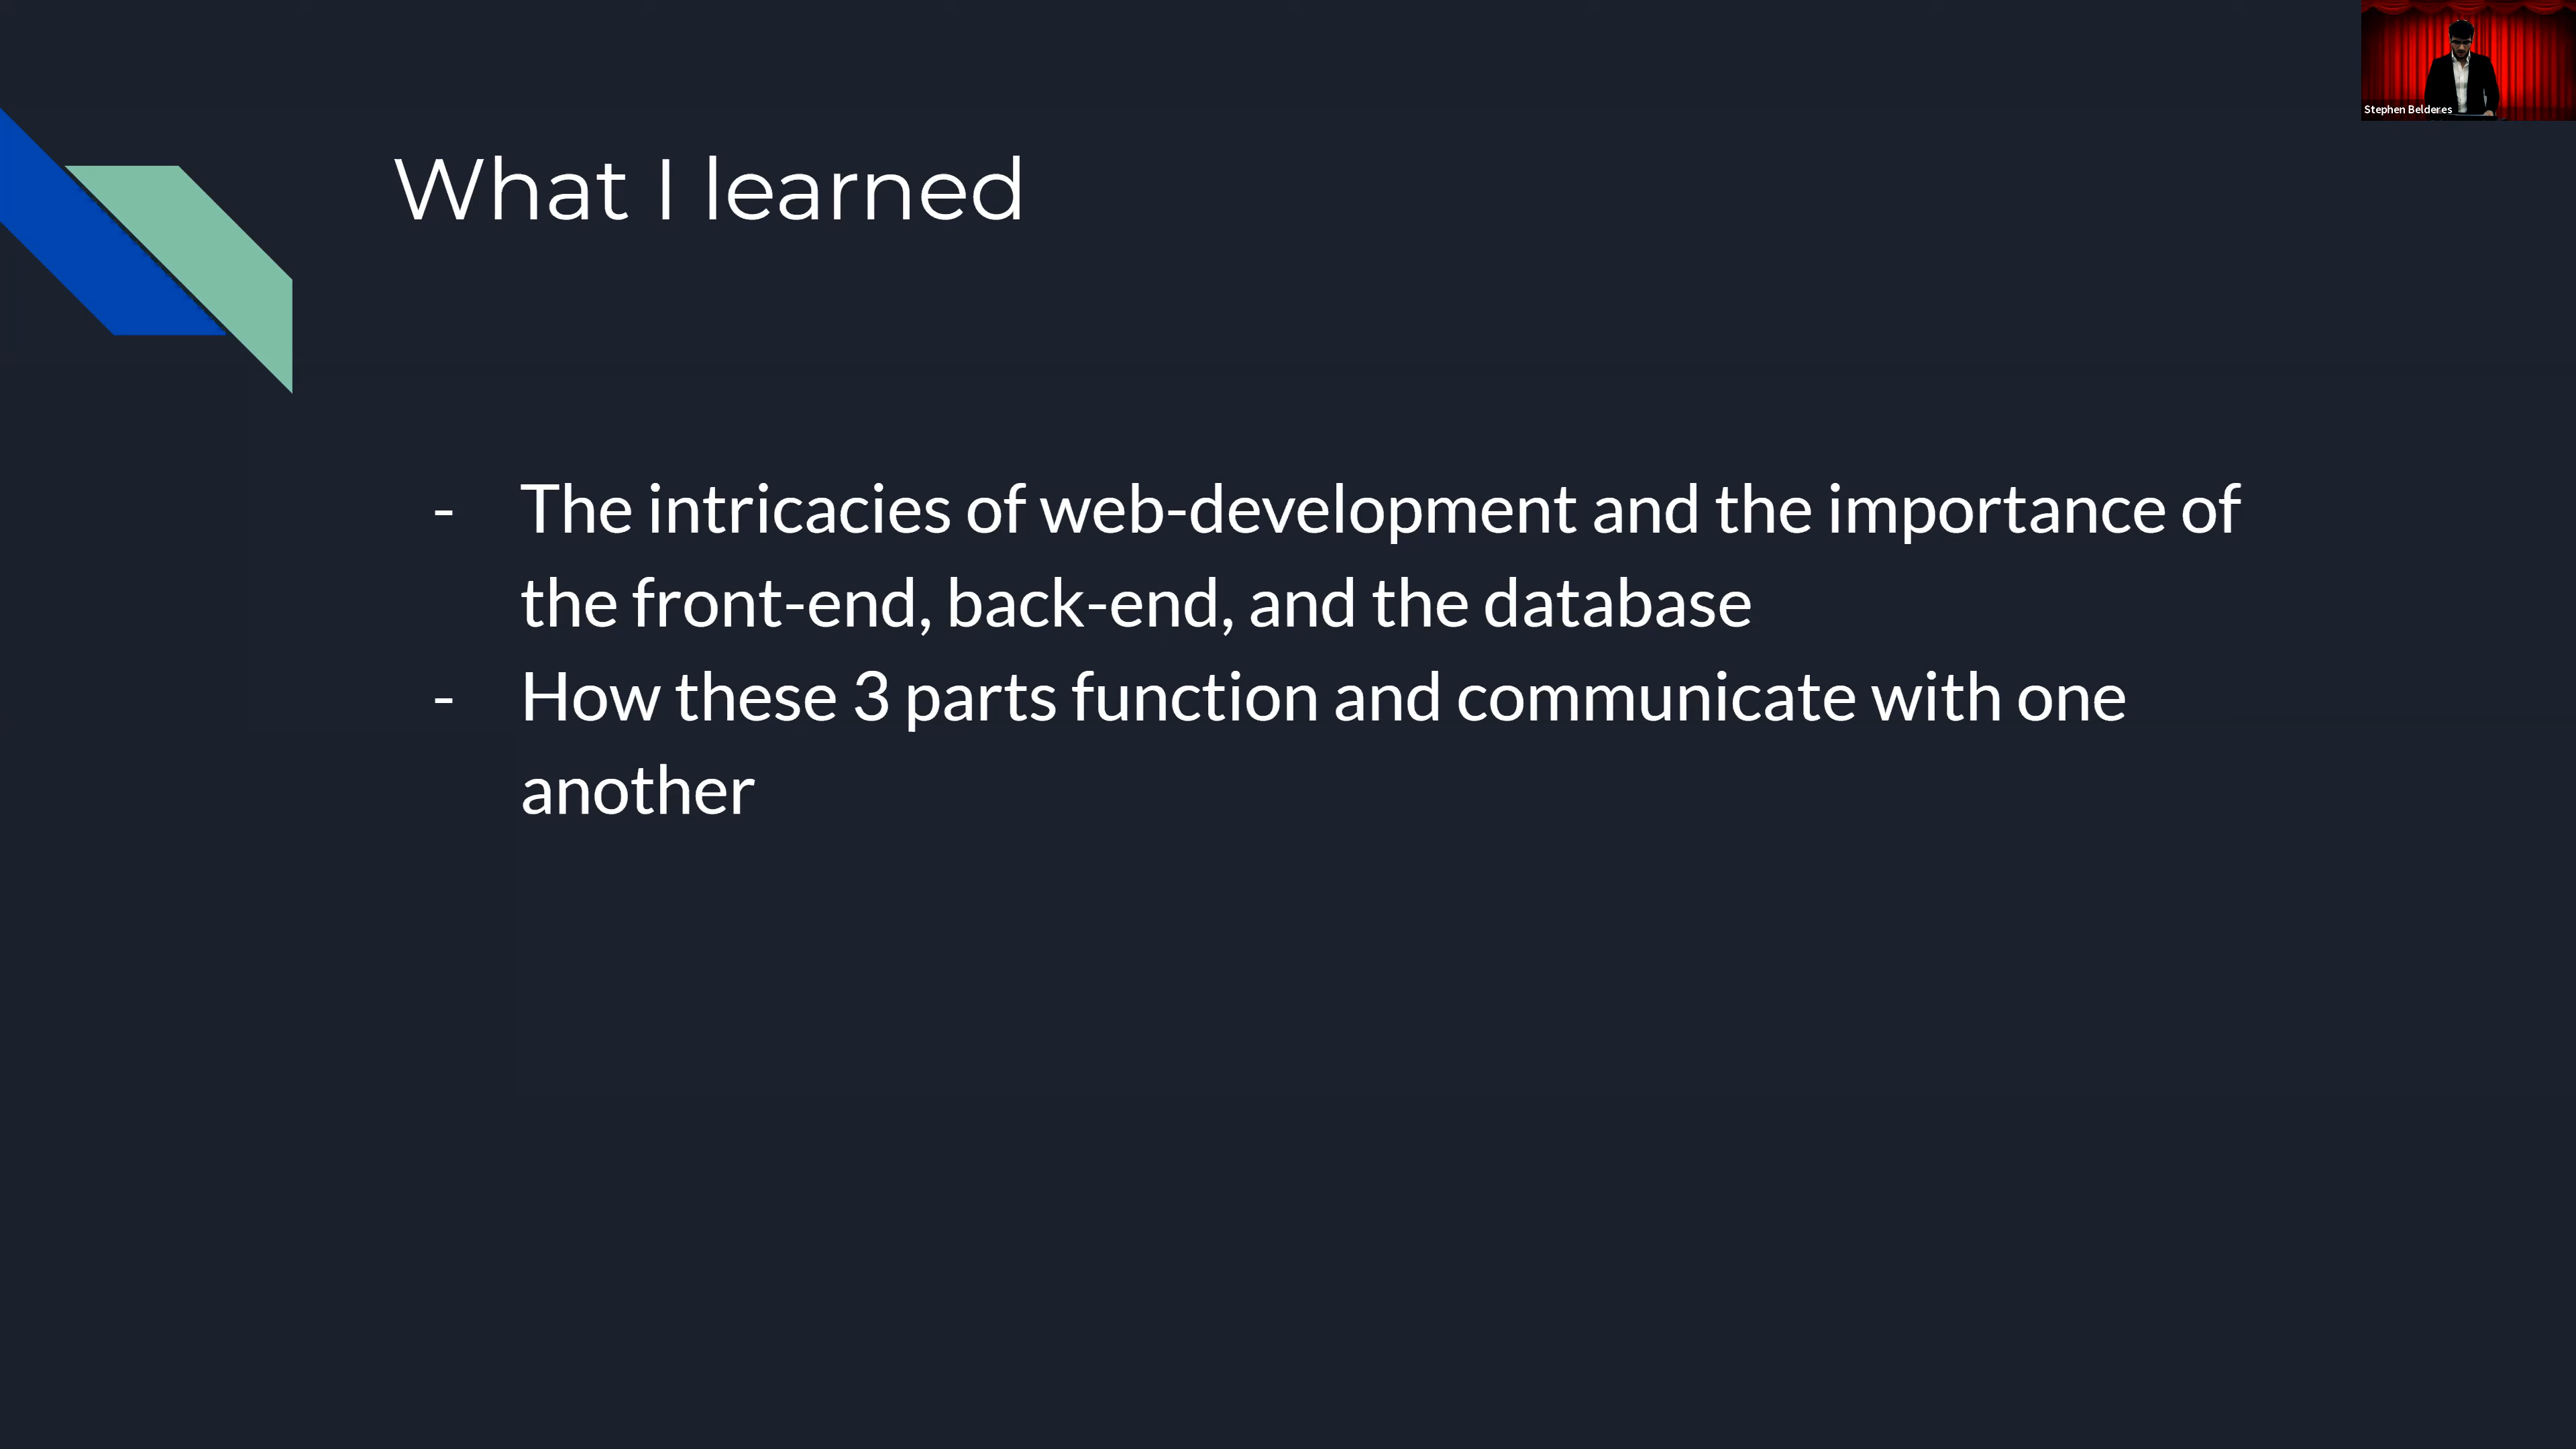 Stephen Belderes
What I learned
- The intricacies of web-development and the importance of
the front-end, back-end, and the database
- How these 3 parts function and communicate with one
another